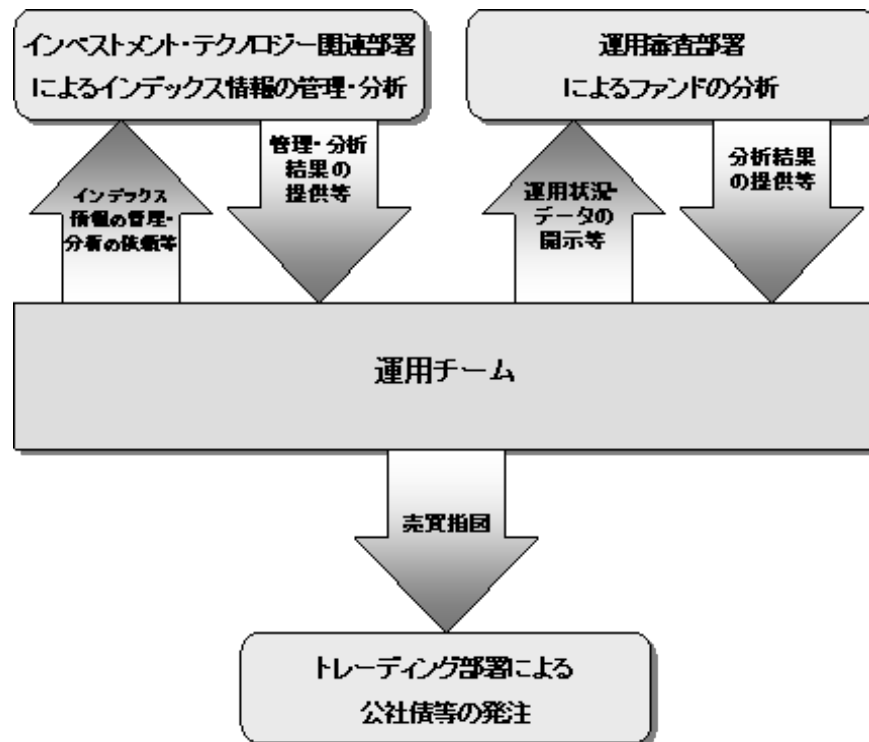 インベストメント・テクノロジー関連部署
によるインデックス情報の管理・分析
運用審査部署
によるファンドの分析
インデックス
情報の管理・
分析の依頼等
管理・分析
結果の
提供等
運用状況・
データの
開示等
分析結果
の提供等
運用チーム
売買指図
トレーディング部署による
公社債等の発注